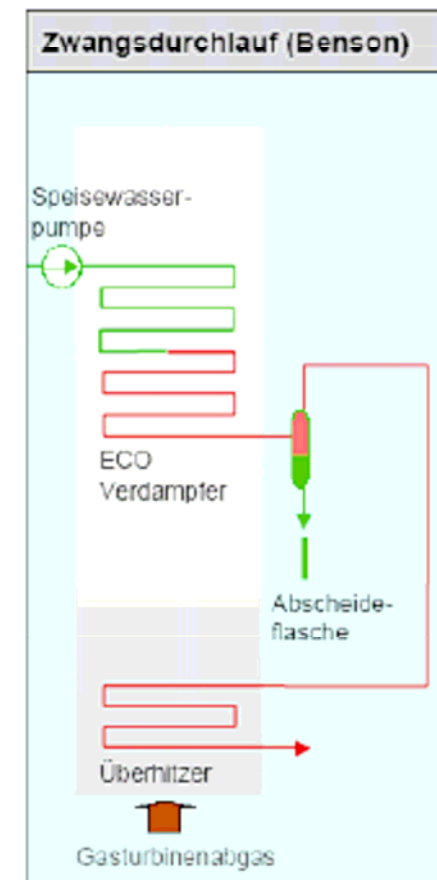 Zwangsdurchlauf (Benson)
Speisewasser-
pumpe
ECO
Verdampfer
Abscheide-
flasche
Überhitzer
Gasturbinenabgas